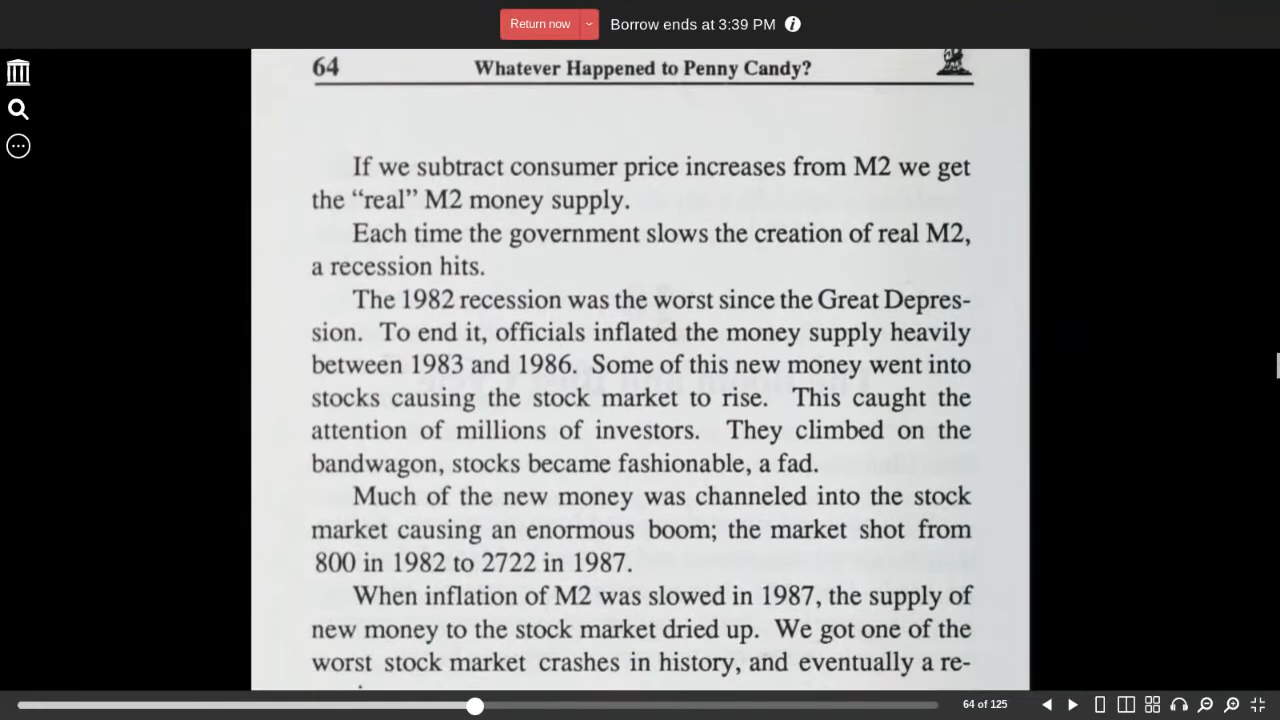 Return now
Borrow ends at 3:39 PM
64 Whatever Happened to Penny Candy?
If we subtract consumer price increases from M2 we get
the “real” M2 money supply.
Each time the government slows the creation of real M2,
a recession hits.
The 1982 recession was the worst since the Great Depres-
sion. To end it, officials inflated the money supply heavily
between 1983 and 1986. Some of this new money went into
stocks causing the stock market to rise. This caught the
attention of millions of investors. They climbed on the
bandwagon, stocks became fashionable, a fad.
Much of the new money was channeled into the stock
market causing an enormous boom; the market shot from
800 in 1982 to 2722 in 1987.
When inflation of M2 was slowed in 1987, the supply of
new money to the stock market dried up. We got one of the
worst stock market crashes in history, and eventually a re-
64 of 125